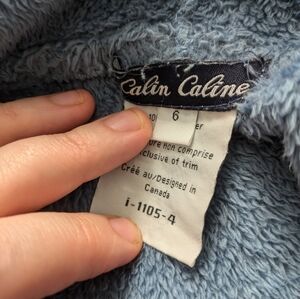 Calin Caline
6
non comprise
exclusive of trim
Créé au/Designed in
Canada
i-1105-4